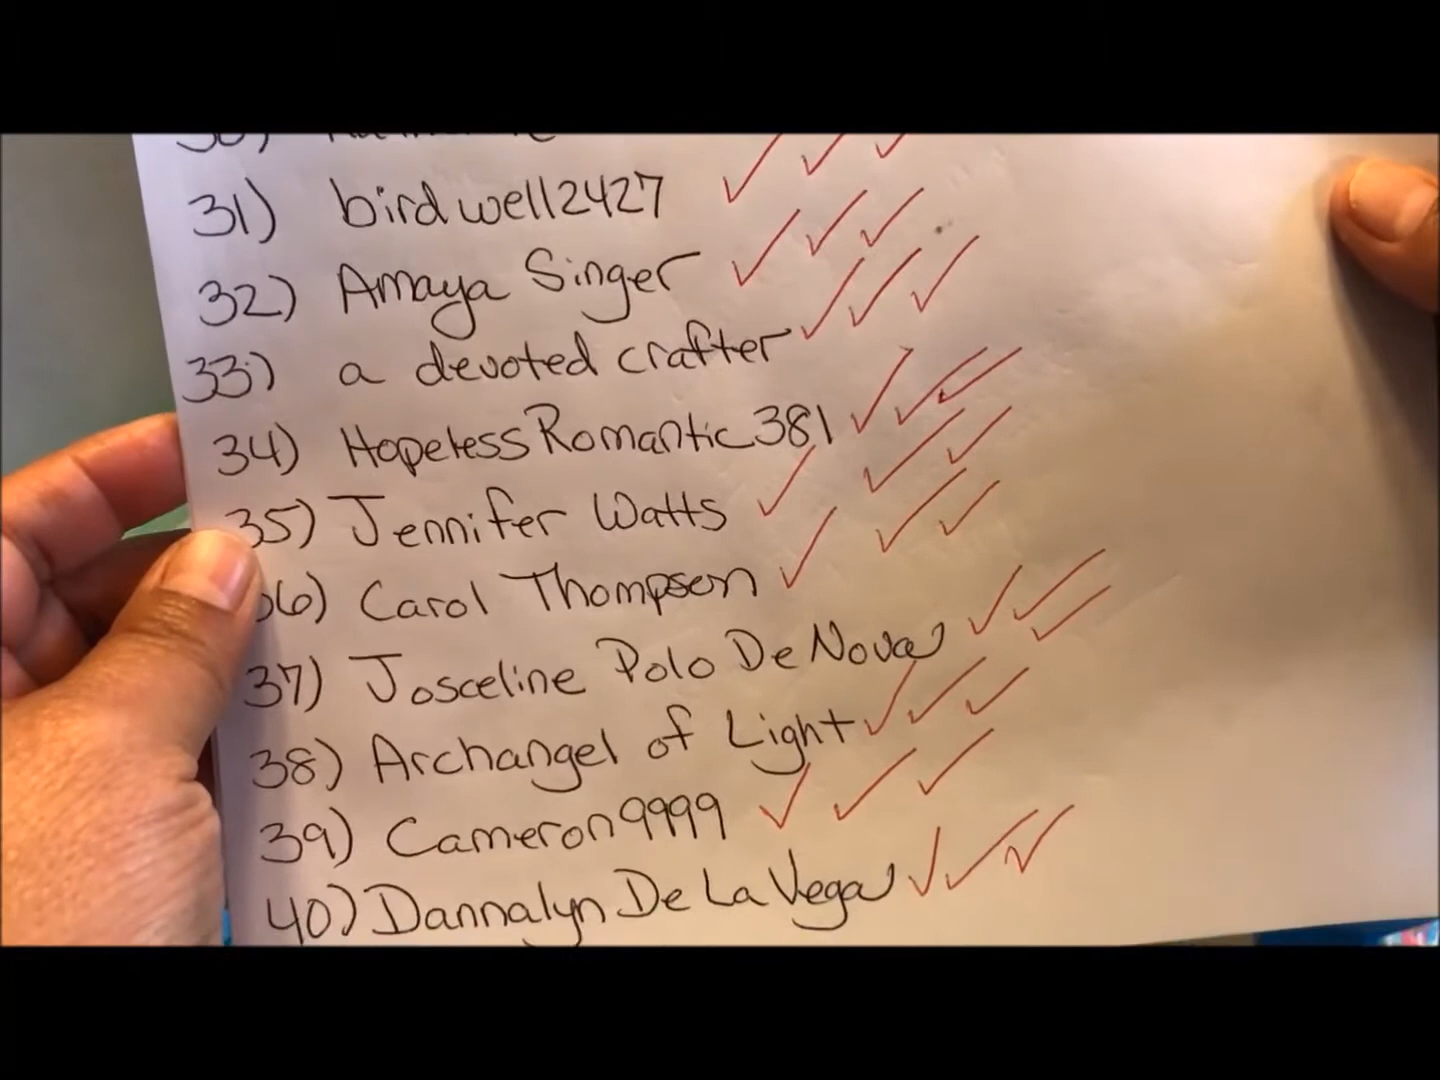 31) birdwell2427
32) Amaya Singer
33) a devoted crafter
34) HopelessRomantic381
35) Jennifer Watts
36) Carol Thompson
37) Josceline Polo De Nova
38) Archangel of Light
39) Cameron9999
40) Dannalyn De La Vega